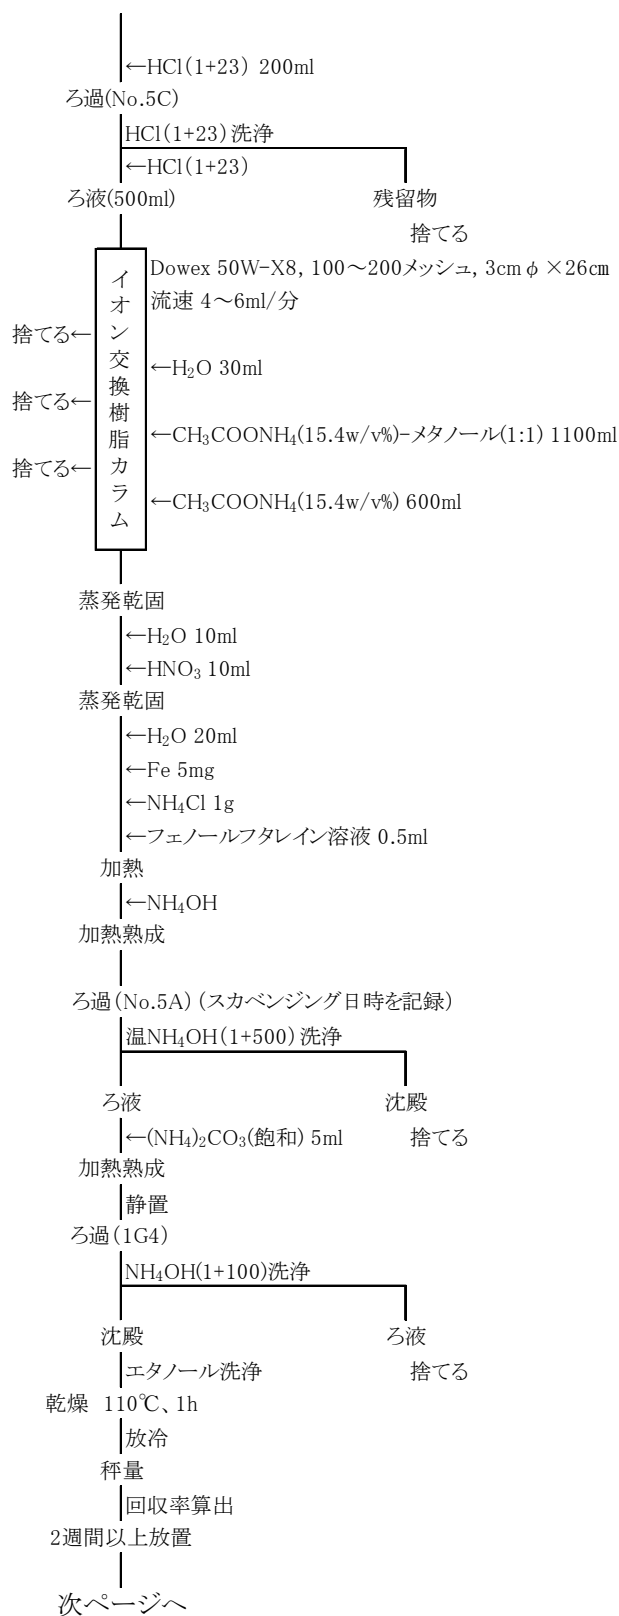 ←HCl(1+23) 200ml
ろ過(No.5C)
HCl(1+23)洗浄
←HCl(1+23)
ろ液(500ml)
残留物
捨てる
イオン交換樹脂カラム
Dowex 50W-X8, 100～200メッシュ, 3cmφ×26㎝
流速 4～6ml/分
捨てる←
←H₂O 30ml
捨てる←
←CH₃COONH₄(15.4w/v%)-メタノール(1:1) 1100ml
捨てる←
←CH₃COONH₄(15.4w/v%) 600ml
蒸発乾固
←H₂O 10ml
←HNO₃ 10ml
蒸発乾固
←H₂O 20ml
←Fe 5mg
←NH₄Cl 1g
←フェノールフタレイン溶液 0.5ml
加熱
←NH₄OH
加熱熟成
ろ過(No.5A) (スカベンジング日時を記録)
温NH₄OH(1+500)洗浄
ろ液
沈殿
←(NH₄)₂CO₃(飽和) 5ml
捨てる
加熱熟成
静置
ろ過(1G4)
NH₄OH(1+100)洗浄
沈殿
ろ液
エタノール洗浄
捨てる
乾燥 110℃、1h
放冷
秤量
回収率算出
2週間以上放置
次ページへ